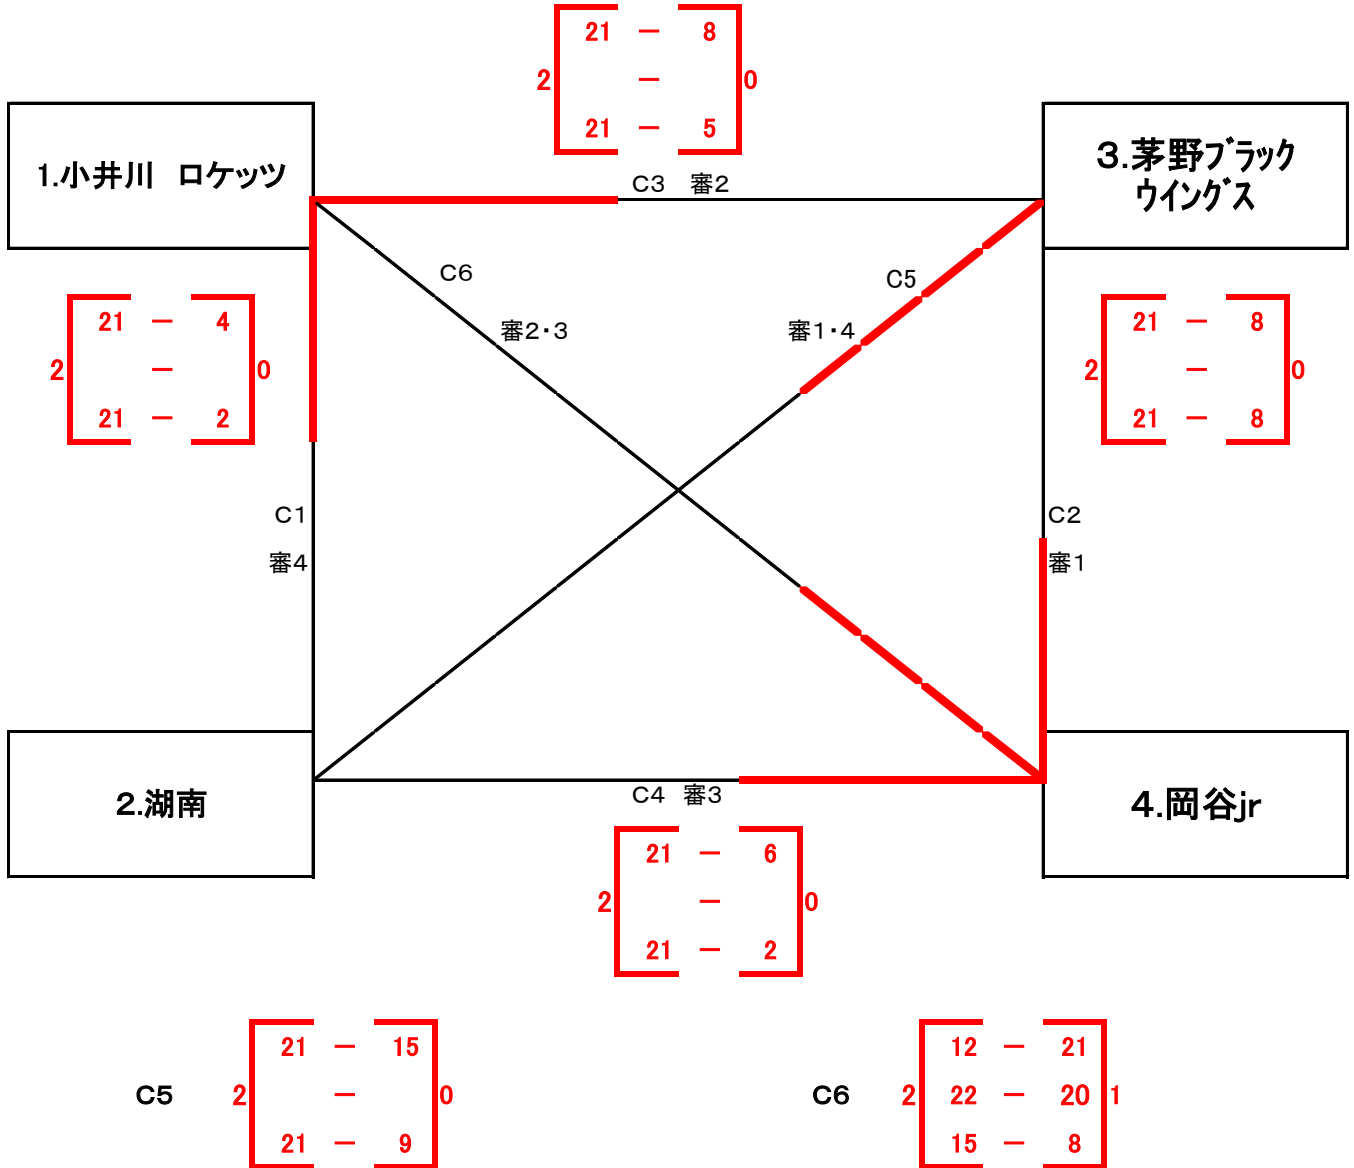 21 － 8
2 － 0
21 － 5
1.小井川　ロケッツ
3.茅野ブラック
ウイングス
C3　審2
C6
C5
審2・3
審1・4
21 － 4
2 － 0
21 － 2
21 － 8
2 － 0
21 － 8
C1
審4
C2
審1
2.湖南
4.岡谷jr
C4　審3
21 － 6
2 － 0
21 － 2
C5
21 － 15
2 － 0
21 － 9
C6
12 － 21
2 22 － 20 1
15 － 8